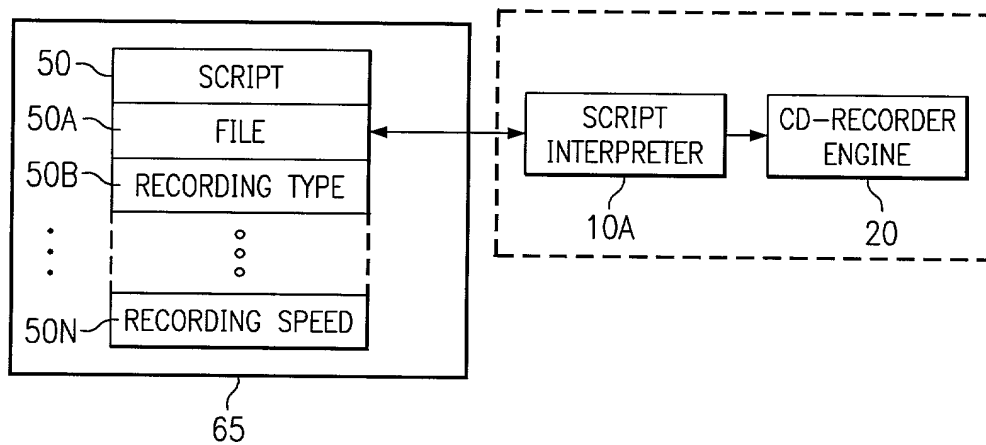 50
SCRIPT
50A
FILE
50B
RECORDING TYPE
50N
RECORDING SPEED
65
SCRIPT
INTERPRETER
10A
CD-RECORDER
ENGINE
20